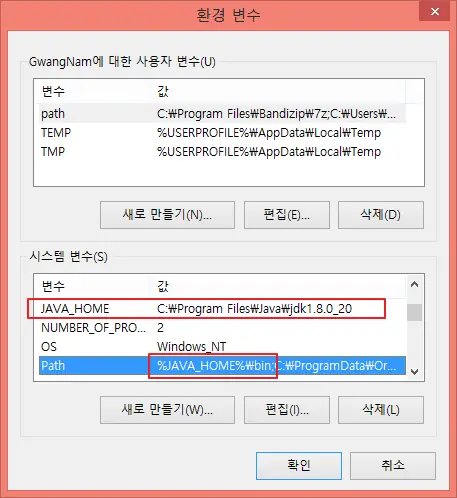 환경 변수
GwangNam에 대한 사용자 변수(U)
변수 값
path C:₩Program Files₩Bandizip₩7z;C:₩Users₩...
TEMP %USERPROFILE%₩AppData₩Local₩Temp
TMP %USERPROFILE%₩AppData₩Local₩Temp
새로 만들기(N)... 편집(E)... 삭제(D)
시스템 변수(S)
변수 값
JAVA_HOME C:₩Program Files₩Java₩jdk1.8.0_20
NUMBER_OF_PRO... 2
OS Windows_NT
Path %JAVA_HOME%₩bin;C:₩ProgramData₩Or...
새로 만들기(W)... 편집(I)... 삭제(L)
확인 취소